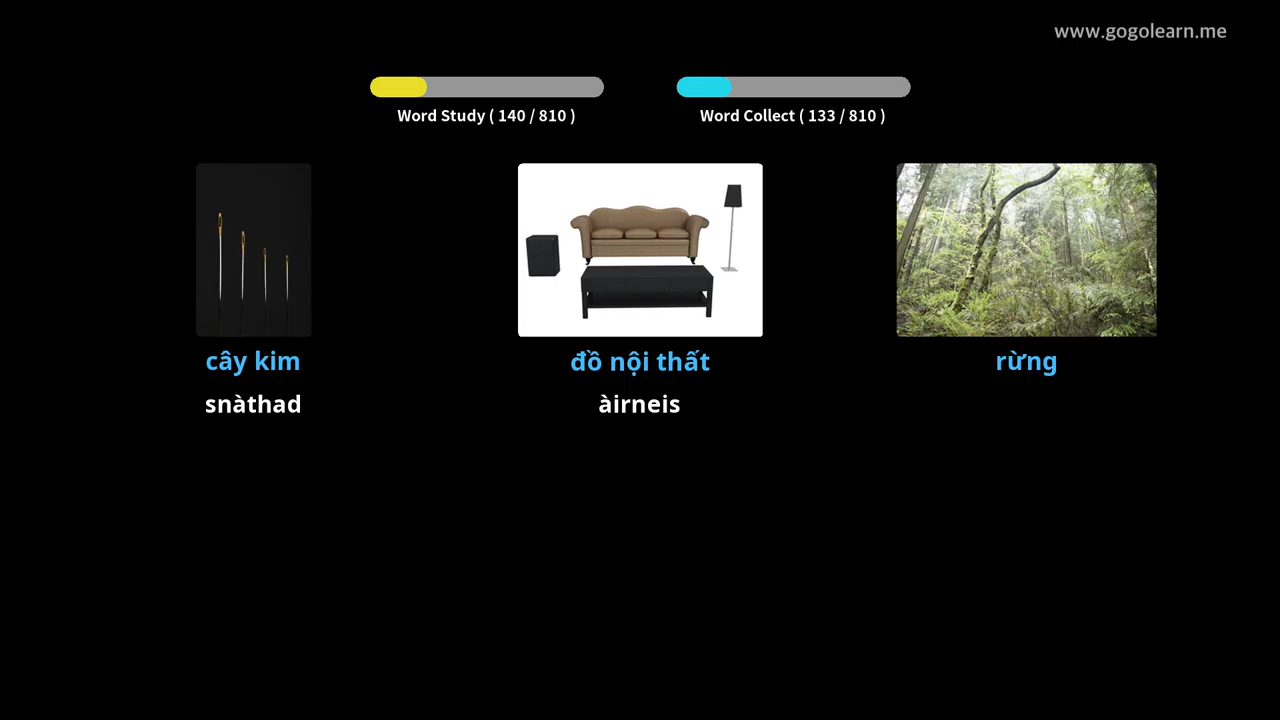 www.gogolearn.me
Word Study ( 140 / 810 )
Word Collect ( 133 / 810 )
cây kim
đồ nội thất
rừng
snàthad
àirneis